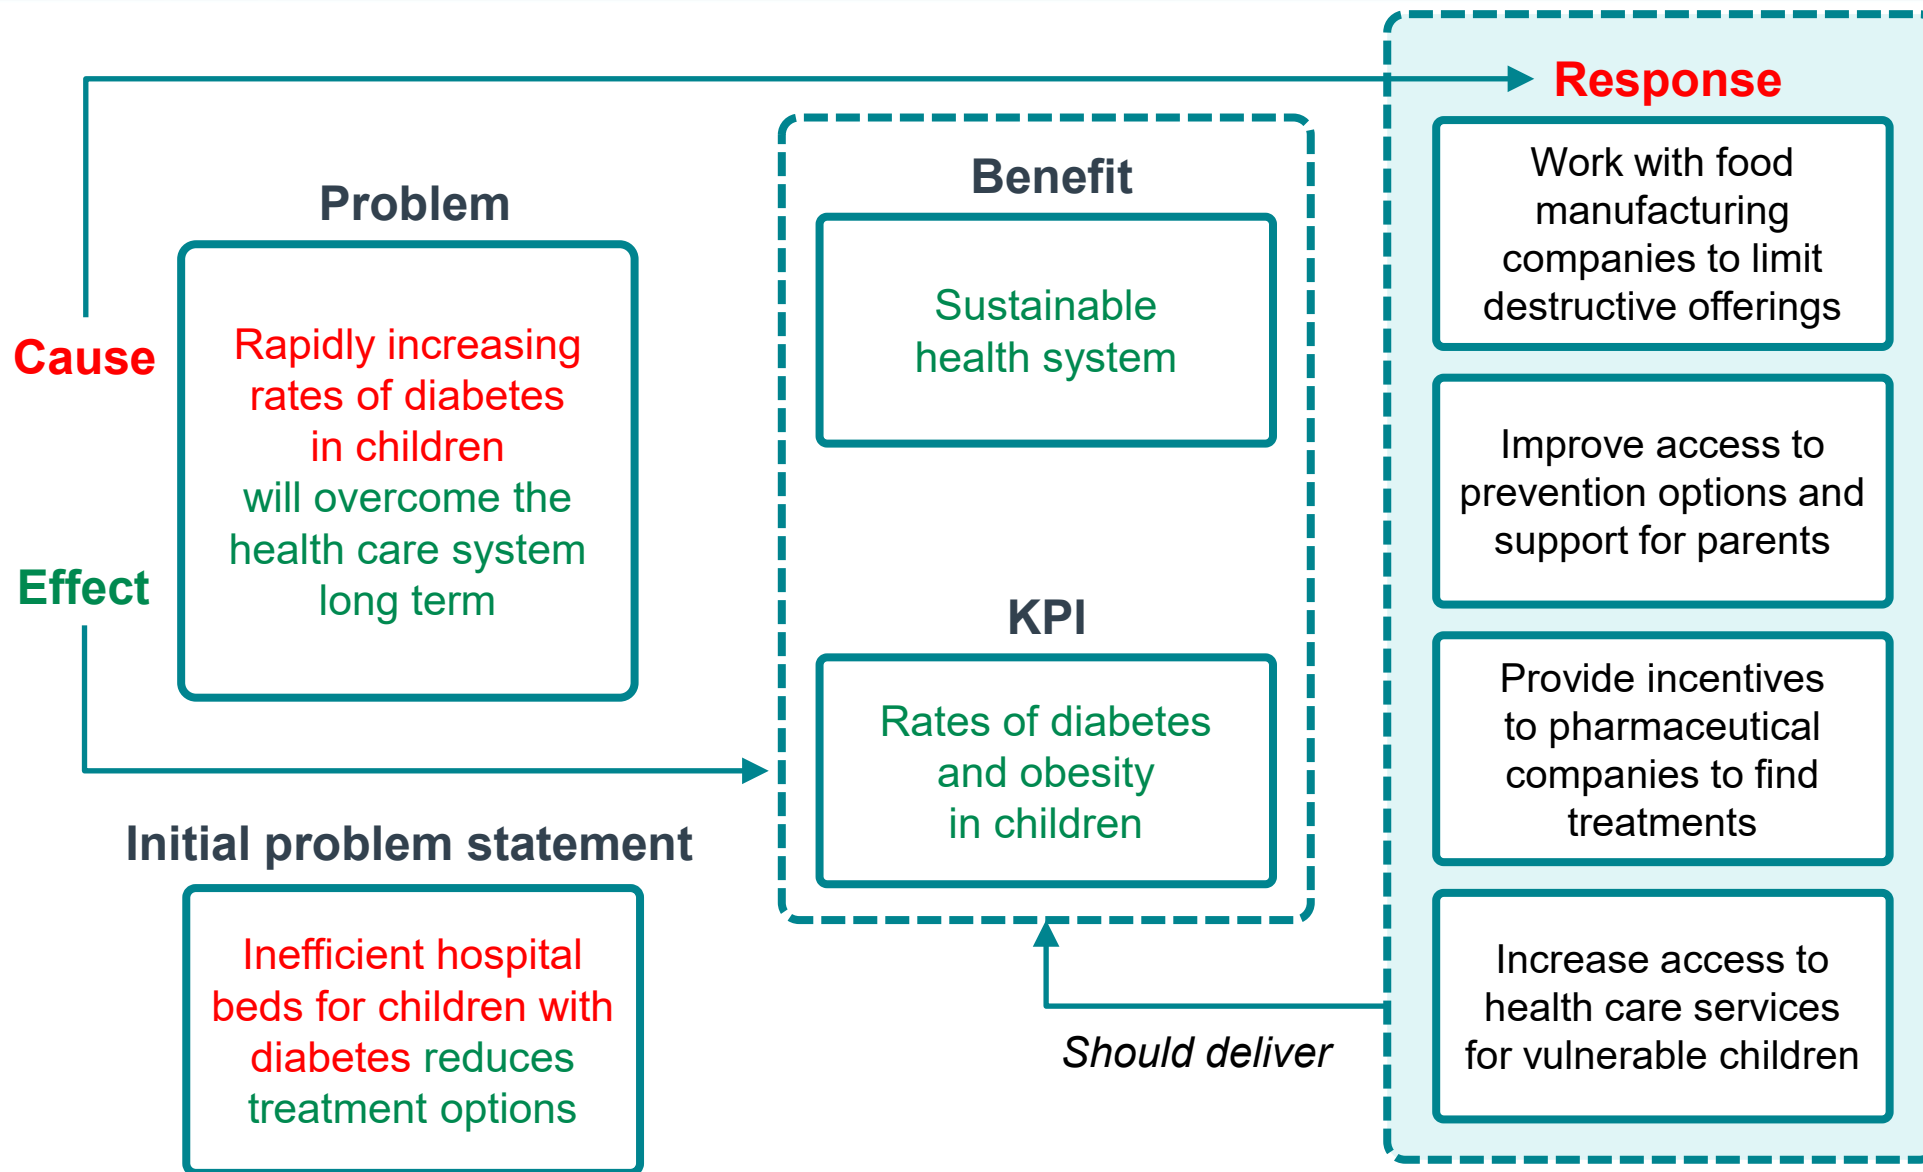 Cause
Effect
Problem
Rapidly increasing
rates of diabetes
in children
will overcome the
health care system
long term
Initial problem statement
Inefficient hospital
beds for children with
diabetes reduces
treatment options
Benefit
Sustainable
health system
KPI
Rates of diabetes
and obesity
in children
Should deliver
Response
Work with food
manufacturing
companies to limit
destructive offerings
Improve access to
prevention options and
support for parents
Provide incentives
to pharmaceutical
companies to find
treatments
Increase access to
health care services
for vulnerable children